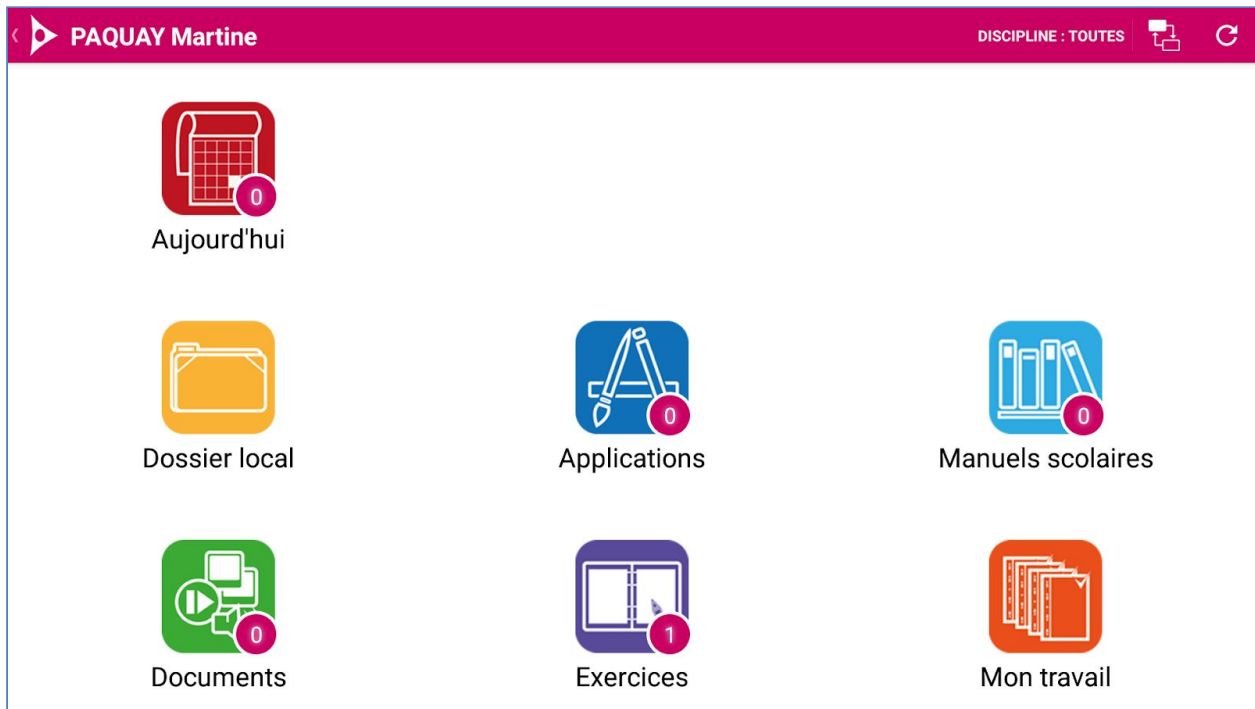 PAQUAY Martine
DISCIPLINE : TOUTES
0
Aujourd'hui
0
0
Dossier local
Applications
Manuels scolaires
0
1
Documents
Exercices
Mon travail